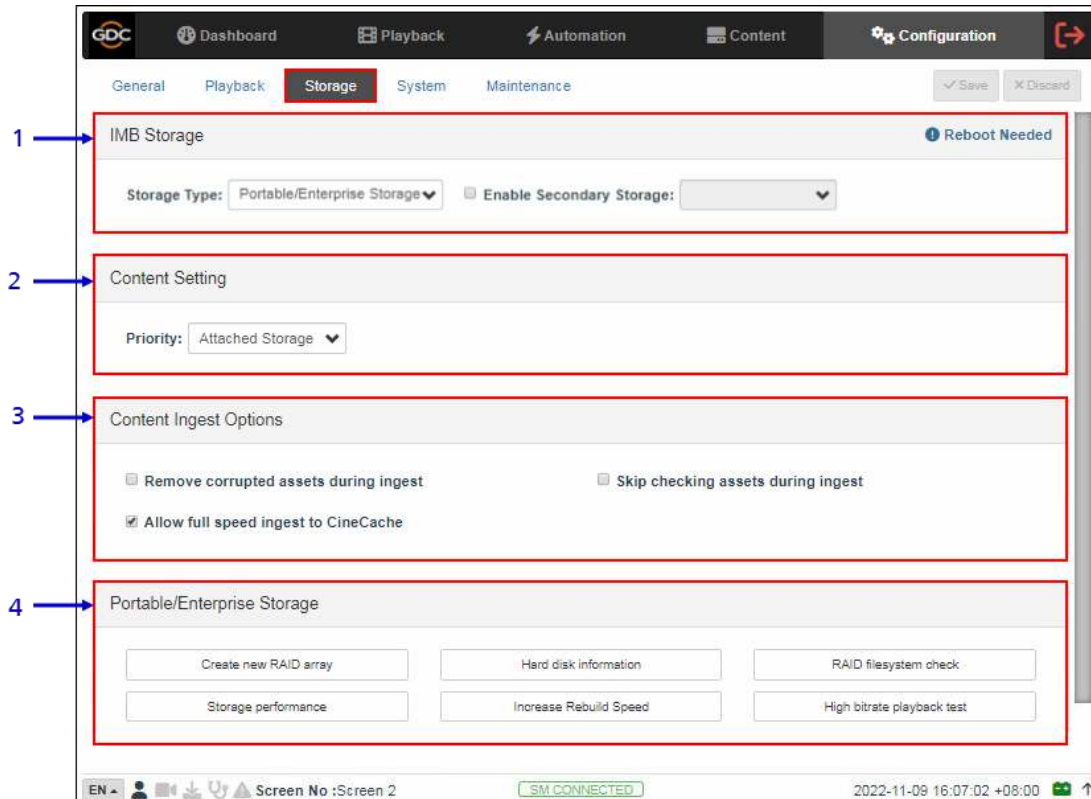 GDC Dashboard Playback Automation Content Configuration
General Playback Storage System Maintenance Save Discard
1 IMB Storage Reboot Needed
Storage Type: Portable/Enterprise Storage Enable Secondary Storage:
2 Content Setting
Priority: Attached Storage
3 Content Ingest Options
Remove corrupted assets during ingest Skip checking assets during ingest
Allow full speed ingest to CineCache
4 Portable/Enterprise Storage
Create new RAID array Hard disk information RAID filesystem check
Storage performance Increase Rebuild Speed High bitrate playback test
EN Screen No :Screen 2 SM CONNECTED 2022-11-09 16:07:02 +08:00